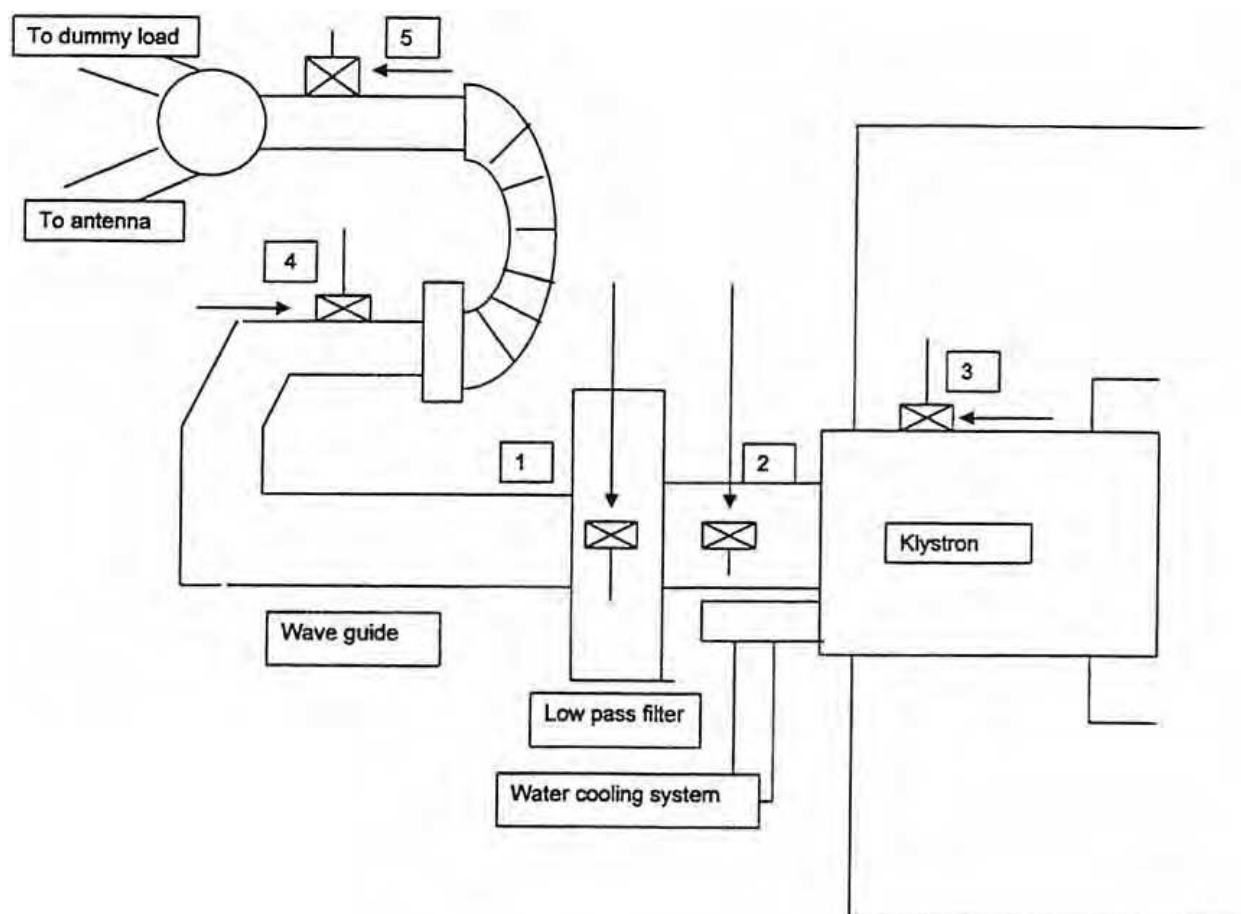 To dummy load
5
To antenna
4
3
1
2
Klystron
Wave guide
Low pass filter
Water cooling system